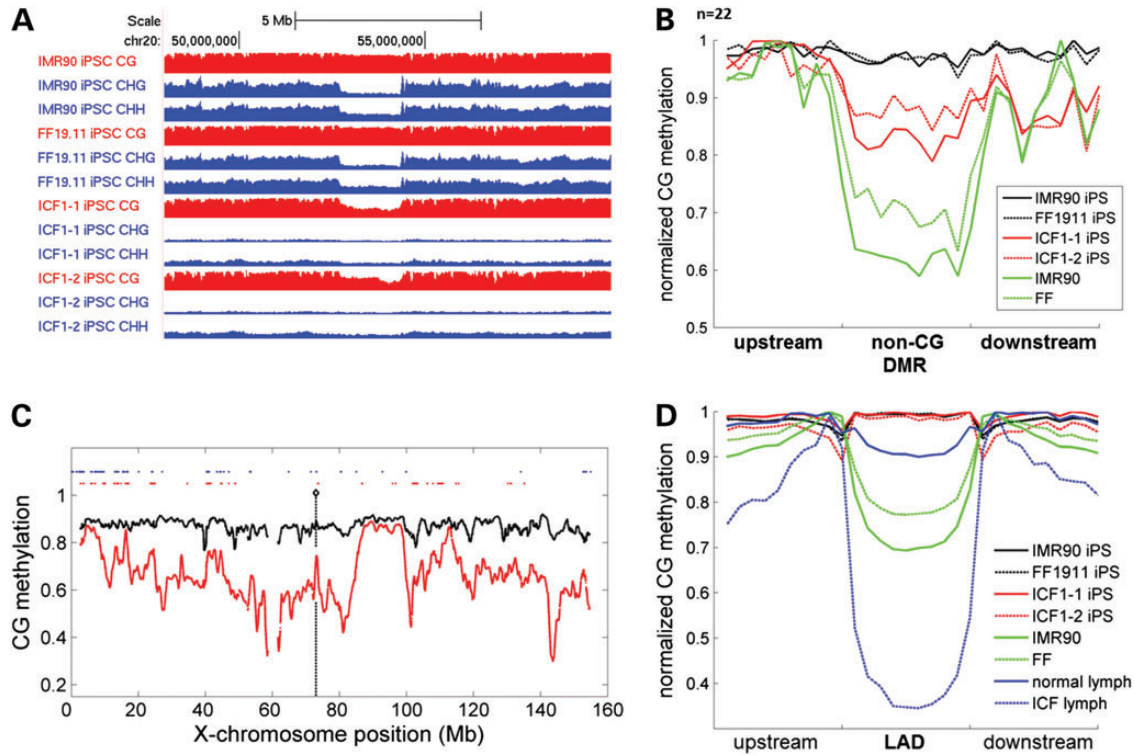 A
Scale
5 Mb
chr20:
50,000,000
55,000,000
IMR90 iPSC CG
IMR90 iPSC CHG
IMR90 iPSC CHH
FF19.11 iPSC CG
FF19.11 iPSC CHG
FF19.11 iPSC CHH
ICF1-1 iPSC CG
ICF1-1 iPSC CHG
ICF1-1 iPSC CHH
ICF1-2 iPSC CG
ICF1-2 iPSC CHG
ICF1-2 iPSC CHH
B
n=22
normalized CG methylation
1
0.9
0.8
0.7
0.6
0.5
IMR90 iPS
FF1911 iPS
ICF1-1 iPS
ICF1-2 iPS
IMR90
FF
upstream
non-CG
DMR
downstream
C
CG methylation
1
0.8
0.6
0.4
0.2
0 20 40 60 80 100 120 140 160
X-chromosome position (Mb)
D
normalized CG methylation
1
0.9
0.8
0.7
0.6
0.5
0.4
IMR90 iPS
FF1911 iPS
ICF1-1 iPS
ICF1-2 iPS
IMR90
FF
normal lymph
ICF lymph
upstream
LAD
downstream